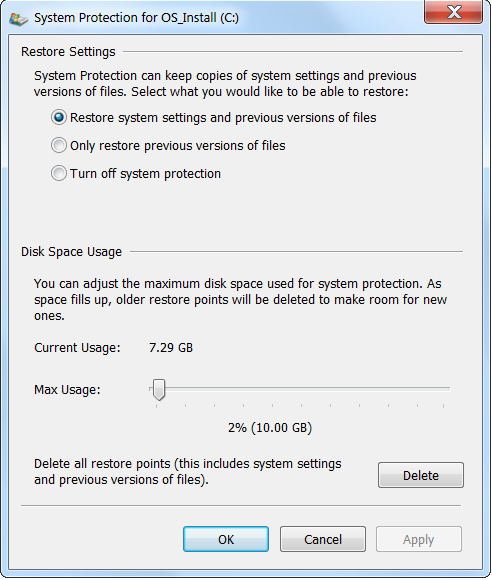 System Protection for OS_Install (C:)
Restore Settings
System Protection can keep copies of system settings and previous
versions of files. Select what you would like to be able to restore:
Restore system settings and previous versions of files
Only restore previous versions of files
Turn off system protection
Disk Space Usage
You can adjust the maximum disk space used for system protection. As
space fills up, older restore points will be deleted to make room for new
ones.
Current Usage: 7.29 GB
Max Usage:
2% (10.00 GB)
Delete all restore points (this includes system settings
and previous versions of files).
Delete
OK Cancel Apply